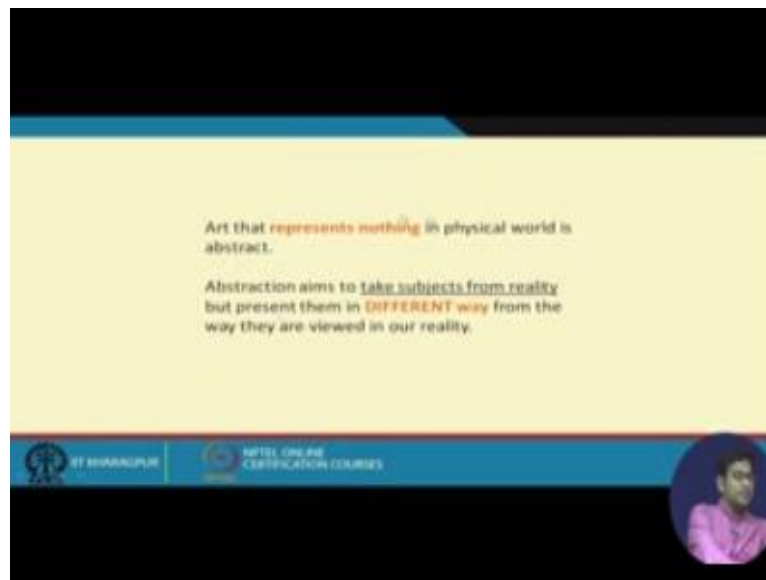 Art that represents nothing in physical world is
abstract.
Abstraction aims to take subjects from reality
but present them in DIFFERENT way from the
way they are viewed in our reality.
IIT KHARAGPUR
NPTEL ONLINE
CERTIFICATION COURSES